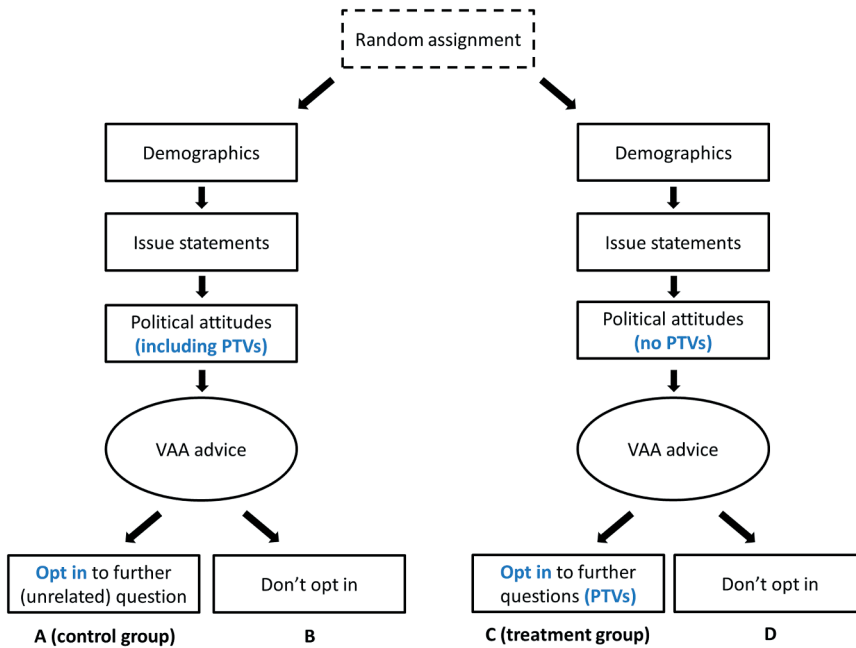 Random assignment
Demographics
Demographics
Issue statements
Issue statements
Political attitudes
(including PTVs)
Political attitudes
(no PTVs)
VAA advice
VAA advice
Opt in to further
(unrelated) question
Don't opt in
Opt in to further
questions (PTVs)
Don't opt in
A (control group)
B
C (treatment group)
D